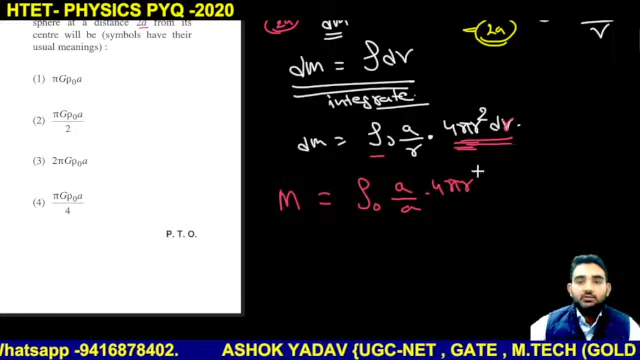 HTET- PHYSICS PYQ -2020
sphere at a distance 2a from its
centre will be (symbols have their
usual meanings) :
(1) πGρ₀a
(2) πGρ₀a / 2
(3) 2πGρ₀a
(4) πGρ₀a / 4
P. T. O.
2a
dm
2a
v
dm = ρdv
integrate
dm = ρ₀ a/r · 4πr² dr.
M = ρ₀ a/a · 4πr
Whatsapp -9416878402. ASHOK YADAV {UGC-NET , GATE , M.TECH (GOLD